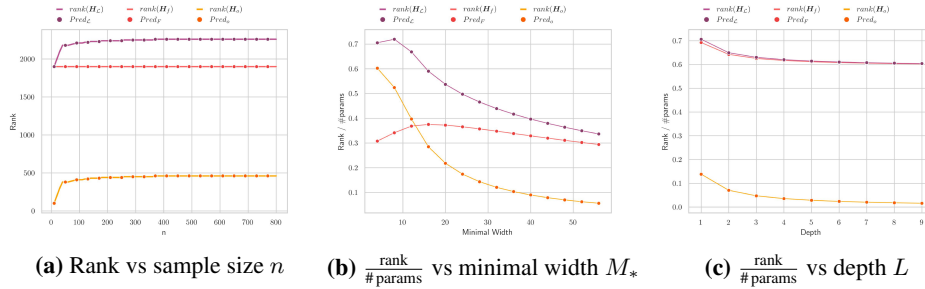 rank(H_L) rank(H_f) rank(H_o)
Pred_L Pred_F Pred_o
2000
1500
1000
500
0
Rank
0 100 200 300 400 500 600 700 800
n
(a) Rank vs sample size n
rank(H_L) rank(H_f) rank(H_o)
Pred_L Pred_F Pred_o
0.7
0.6
0.5
0.4
0.3
0.2
0.1
Rank / #params
10 20 30 40 50
Minimal Width
(b) rank/#params vs minimal width M_*
rank(H_L) rank(H_f) rank(H_o)
Pred_L Pred_F Pred_o
0.7
0.6
0.5
0.4
0.3
0.2
0.1
0.0
Rank / #params
1 2 3 4 5 6 7 8 9
Depth
(c) rank/#params vs depth L